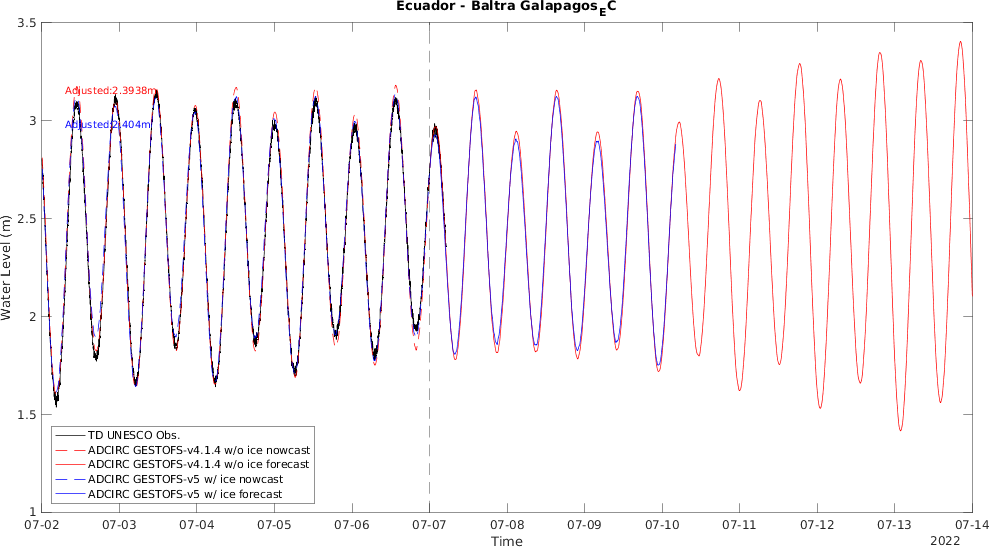 Ecuador - Baltra Galapagos_EC
3.5
3
2.5
2
1.5
1
Water Level (m)
Adjusted:2.3938m
Adjusted:2.404m
TD UNESCO Obs.
ADCIRC GESTOFS-v4.1.4 w/o ice nowcast
ADCIRC GESTOFS-v4.1.4 w/o ice forecast
ADCIRC GESTOFS-v5 w/ ice nowcast
ADCIRC GESTOFS-v5 w/ ice forecast
07-02 07-03 07-04 07-05 07-06 07-07 07-08 07-09 07-10 07-11 07-12 07-13 07-14
Time
2022